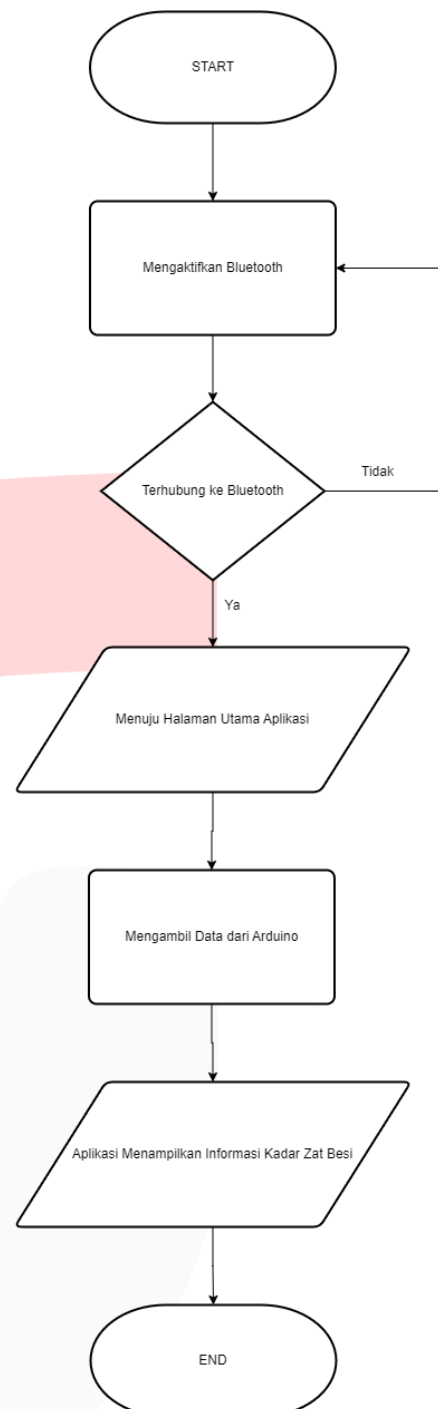 START
Mengaktifkan Bluetooth
Terhubung ke Bluetooth
Tidak
Ya
Menuju Halaman Utama Aplikasi
Mengambil Data dari Arduino
Aplikasi Menampilkan Informasi Kadar Zat Besi
END